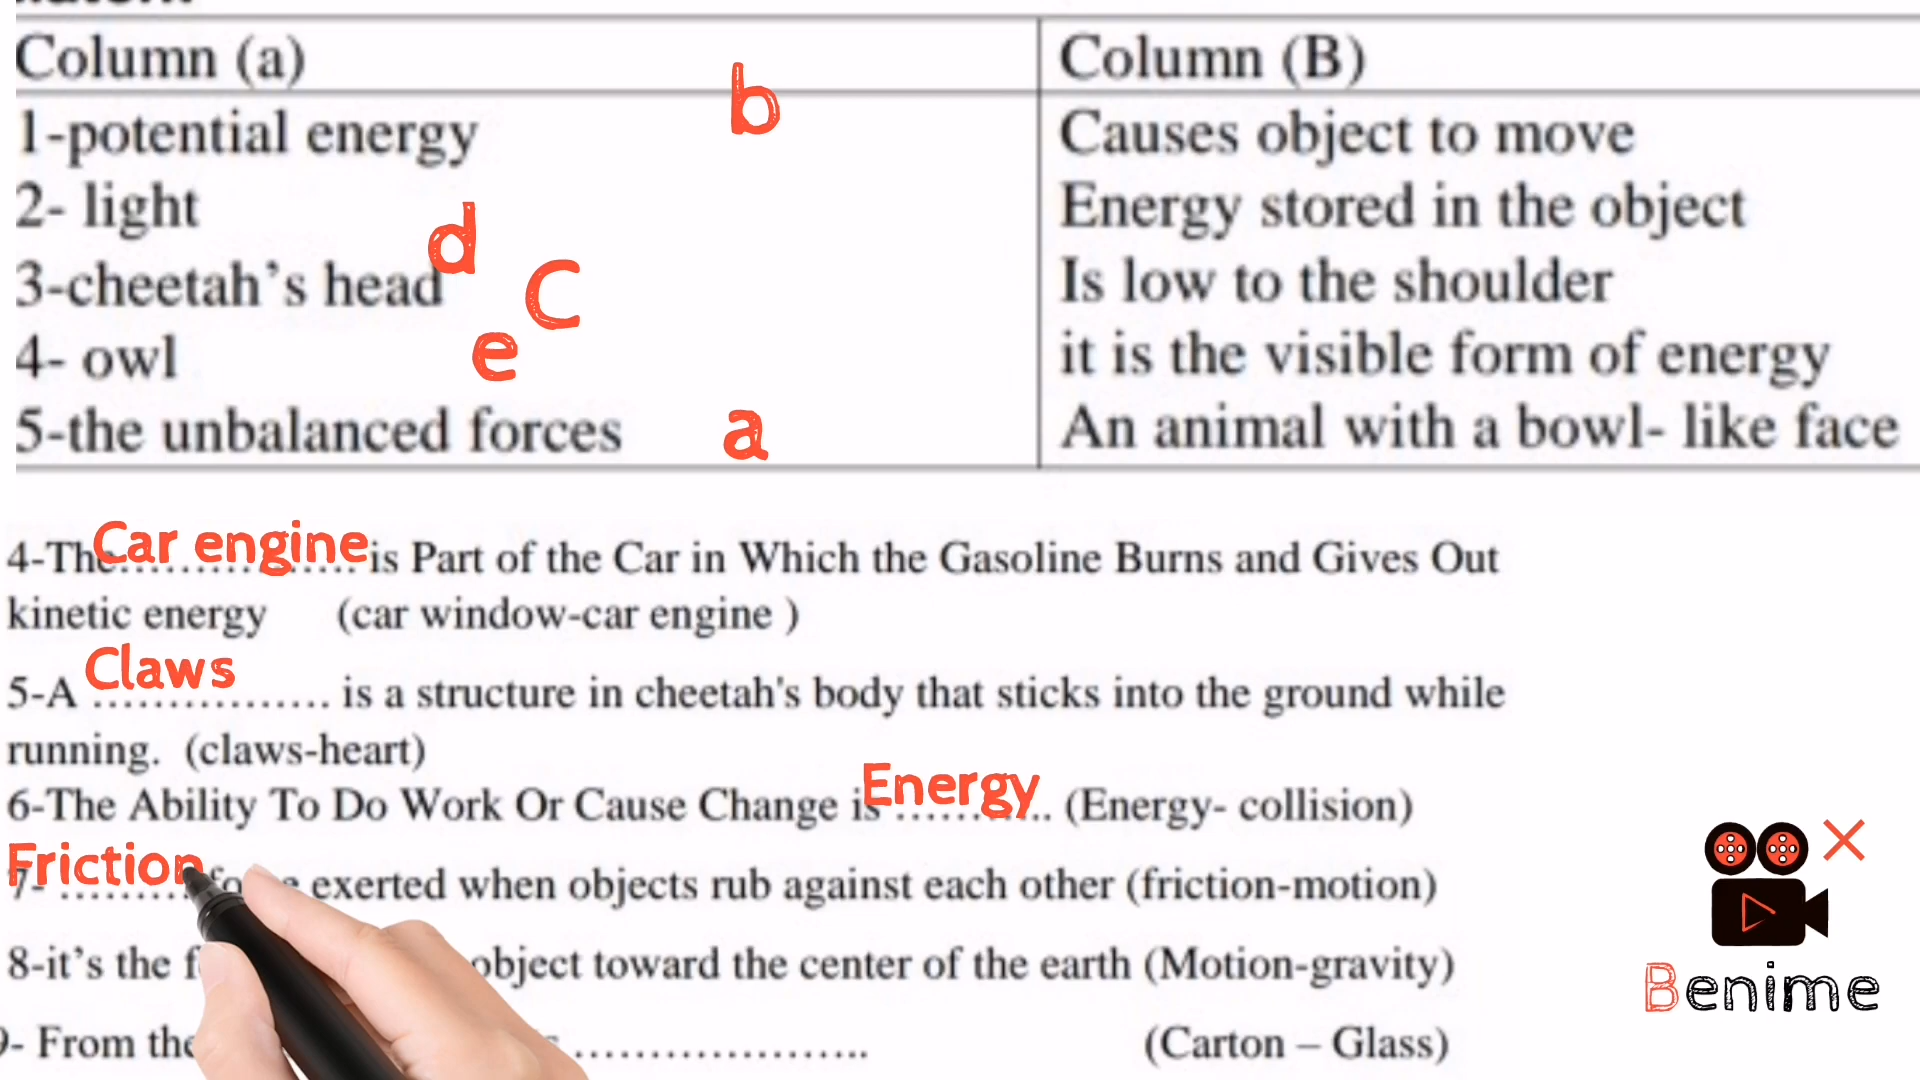 Column (a)
Column (B)
b
1-potential energy
Causes object to move
2- light
Energy stored in the object
d
3-cheetah's head
C
Is low to the shoulder
4- owl
e
it is the visible form of energy
5-the unbalanced forces
a
An animal with a bowl- like face
4-The Car engine is Part of the Car in Which the Gasoline Burns and Gives Out
kinetic energy (car window-car engine )
Claws
5-A ................ is a structure in cheetah's body that sticks into the ground while
running. (claws-heart)
6-The Ability To Do Work Or Cause Change is Energy (Energy- collision)
Friction
7- ......... exerted when objects rub against each other (friction-motion)
8-it's the object toward the center of the earth (Motion-gravity)
- From the .................... (Carton – Glass)
Benime